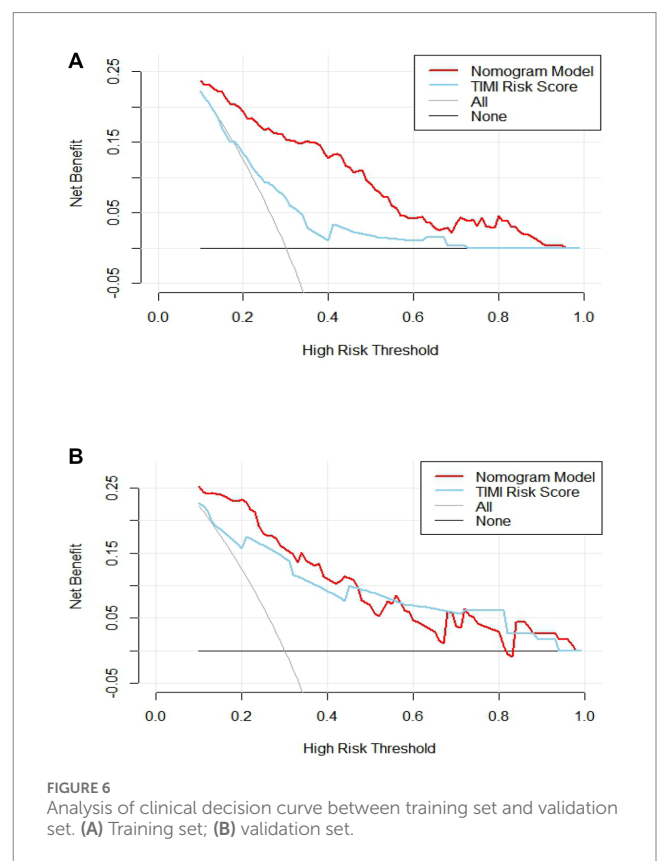 A
Nomogram Model
TIMI Risk Score
All
None
Net Benefit
0.25
0.15
0.05
-0.05
0.0 0.2 0.4 0.6 0.8 1.0
High Risk Threshold
B
Nomogram Model
TIMI Risk Score
All
None
Net Benefit
0.25
0.15
0.05
-0.05
0.0 0.2 0.4 0.6 0.8 1.0
High Risk Threshold
FIGURE 6
Analysis of clinical decision curve between training set and validation
set. (A) Training set; (B) validation set.